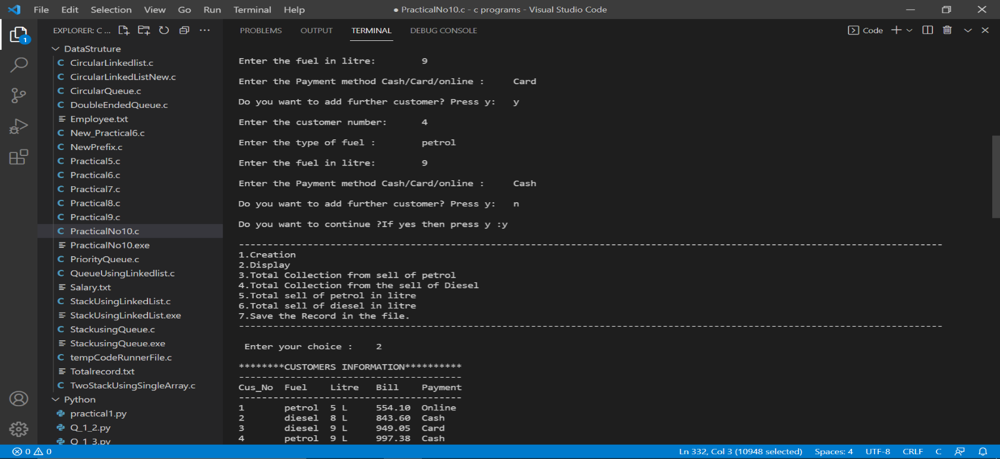 File Edit Selection View Go Run Terminal Help
● PracticalNo10.c - c programs - Visual Studio Code
EXPLORER: C ...
1
DataStruture
CircularLinkedlist.c
CircularLinkedListNew.c
CircularQueue.c
DoubleEndedQueue.c
Employee.txt
New_Practical6.c
NewPrefix.c
Practical5.c
Practical6.c
Practical7.c
Practical8.c
Practical9.c
PracticalNo10.c
PracticalNo10.exe
PriorityQueue.c
QueueUsingLinkedlist.c
Salary.txt
StackUsingLinkedList.c
StackUsingLinkedList.exe
StackusingQueue.c
StackusingQueue.exe
tempCodeRunnerFile.c
Totalrecord.txt
TwoStackUsingSingleArray.c
Python
practical1.py
Q_1_2.py
Q_1_3.py
PROBLEMS OUTPUT TERMINAL DEBUG CONSOLE
Code
Enter the fuel in litre: 9
Enter the Payment method Cash/Card/online : Card
Do you want to add further customer? Press y: y
Enter the customer number: 4
Enter the type of fuel : petrol
Enter the fuel in litre: 9
Enter the Payment method Cash/Card/online : Cash
Do you want to add further customer? Press y: n
Do you want to continue ?If yes then press y :y
---------------------------------------------------------------------------------------------------------------------------
1.Creation
2.Display
3.Total Collection from sell of petrol
4.Total Collection from the sell of Diesel
5.Total sell of petrol in litre
6.Total sell of diesel in litre
7.Save the Record in the file.
---------------------------------------------------------------------------------------------------------------------------
Enter your choice : 2
********CUSTOMERS INFORMATION**********
---------------------------------------
Cus_No Fuel Litre Bill Payment
---------------------------------------
1 petrol 5 L 554.10 Online
2 diesel 8 L 843.60 Cash
3 diesel 9 L 949.05 Card
4 petrol 9 L 997.38 Cash
0 0
Ln 332, Col 3 (10948 selected) Spaces: 4 UTF-8 CRLF C